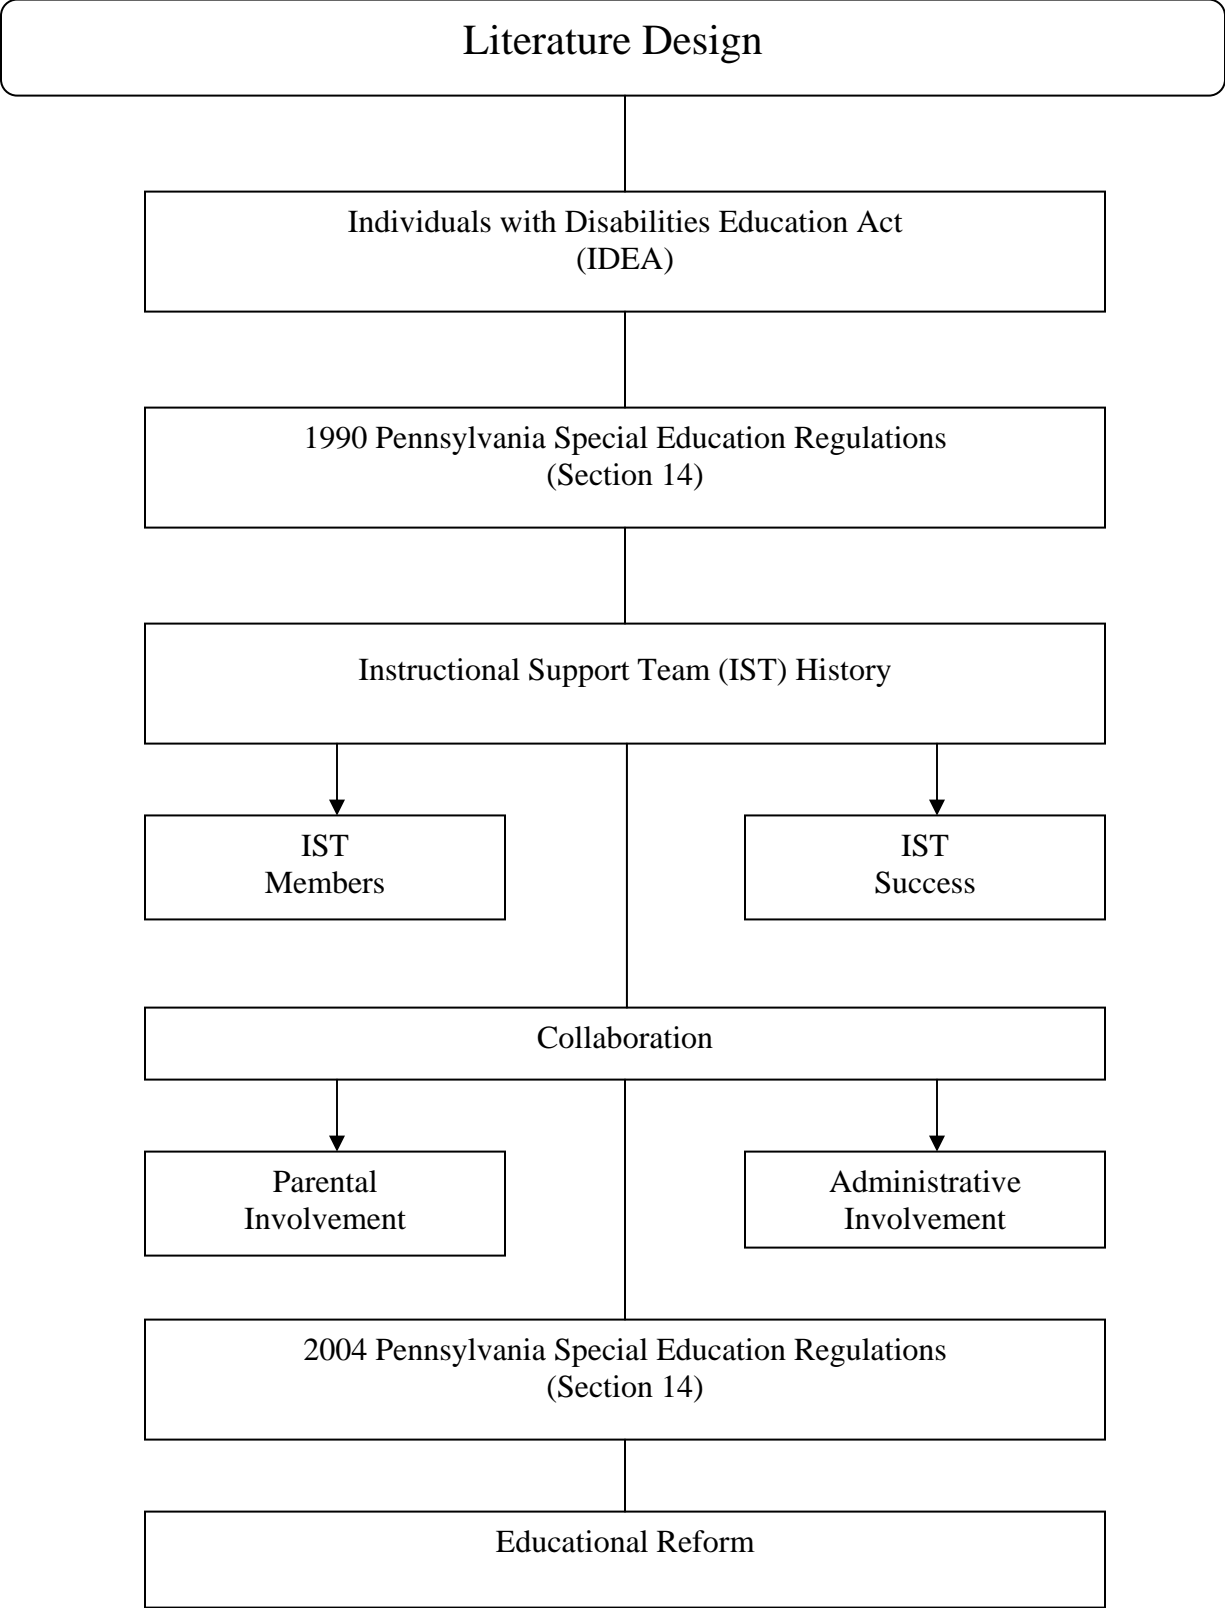 Literature Design
Individuals with Disabilities Education Act
(IDEA)
1990 Pennsylvania Special Education Regulations
(Section 14)
Instructional Support Team (IST) History
IST
Members
IST
Success
Collaboration
Parental
Involvement
Administrative
Involvement
2004 Pennsylvania Special Education Regulations
(Section 14)
Educational Reform